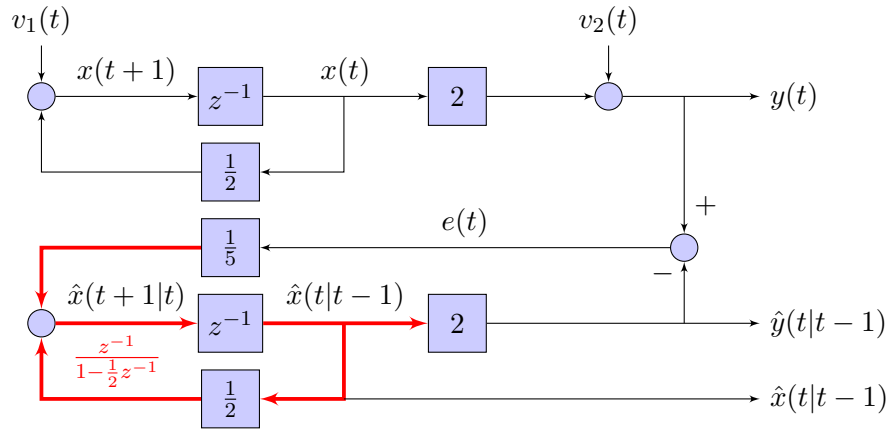 v₁(t) v₂(t)
x(t + 1) z⁻¹ x(t) 2 y(t)
1/2
+
e(t)
1/5
−
x̂(t + 1|t) z⁻¹ x̂(t|t − 1) 2 ŷ(t|t − 1)
z⁻¹/(1−½z⁻¹)
1/2 x̂(t|t − 1)